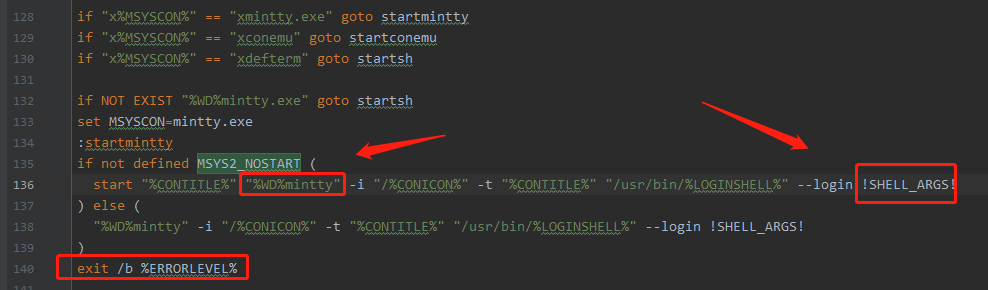 128 if "x%MSYSCON%" == "xmintty.exe" goto startmintty
129 if "x%MSYSCON%" == "xconemu" goto startconemu
130 if "x%MSYSCON%" == "xdefterm" goto startsh
131
132 if NOT EXIST "%WD%mintty.exe" goto startsh
133 set MSYSCON=mintty.exe
134 :startmintty
135 if not defined MSYS2_NOSTART (
136 start "%CONTITLE%" "%WD%mintty" -i "/%CONICON%" -t "%CONTITLE%" "/usr/bin/%LOGINSHELL%" --login !SHELL_ARGS!
137 ) else (
138 "%WD%mintty" -i "/%CONICON%" -t "%CONTITLE%" "/usr/bin/%LOGINSHELL%" --login !SHELL_ARGS!
139 )
140 exit /b %ERRORLEVEL%